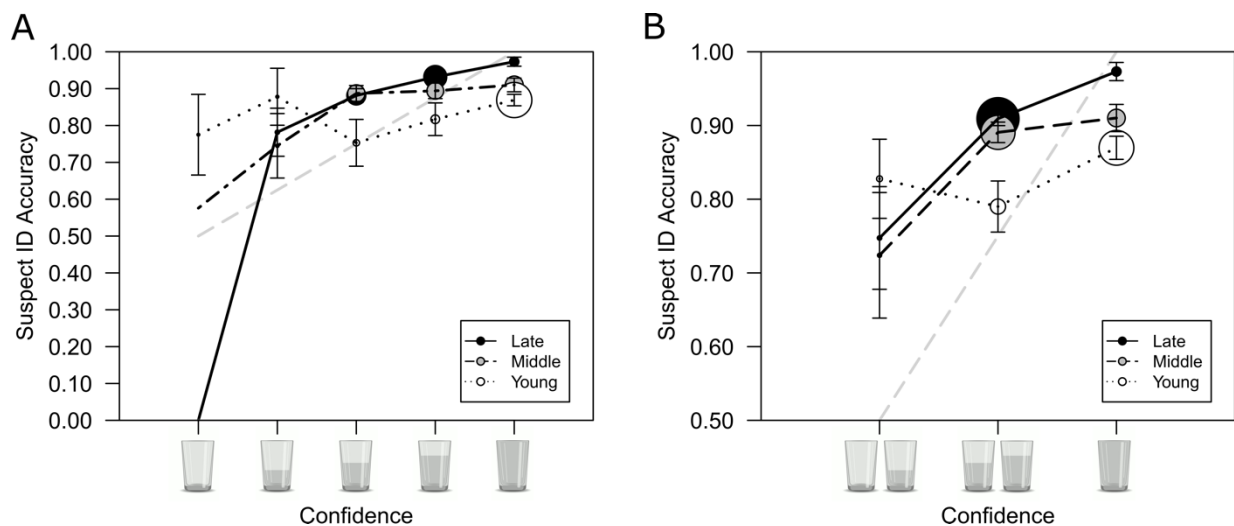 A
Suspect ID Accuracy
1.00
0.90
0.80
0.70
0.60
0.50
0.40
0.30
0.20
0.10
0.00
Late
Middle
Young
Confidence
B
Suspect ID Accuracy
1.00
0.90
0.80
0.70
0.60
0.50
Late
Middle
Young
Confidence